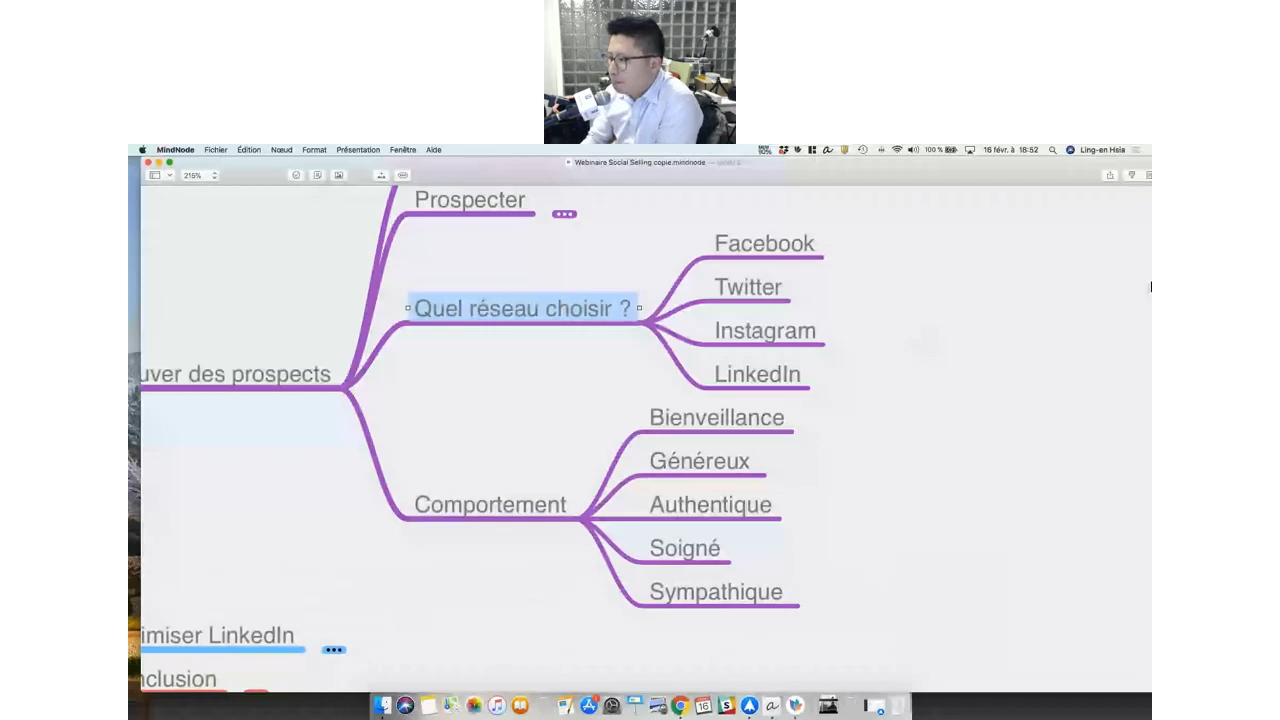 MindNode Fichier Édition Nœud Format Présentation Fenêtre Aide 100 % 16 févr. à 18:52 Ling-en Hsia
Webinaire Social Selling copie.mindnode
215%
Prospecter
Facebook
Twitter
Quel réseau choisir ?
Instagram
LinkedIn
uver des prospects
Bienveillance
Généreux
Comportement
Authentique
Soigné
Sympathique
imiser LinkedIn
nclusion
16